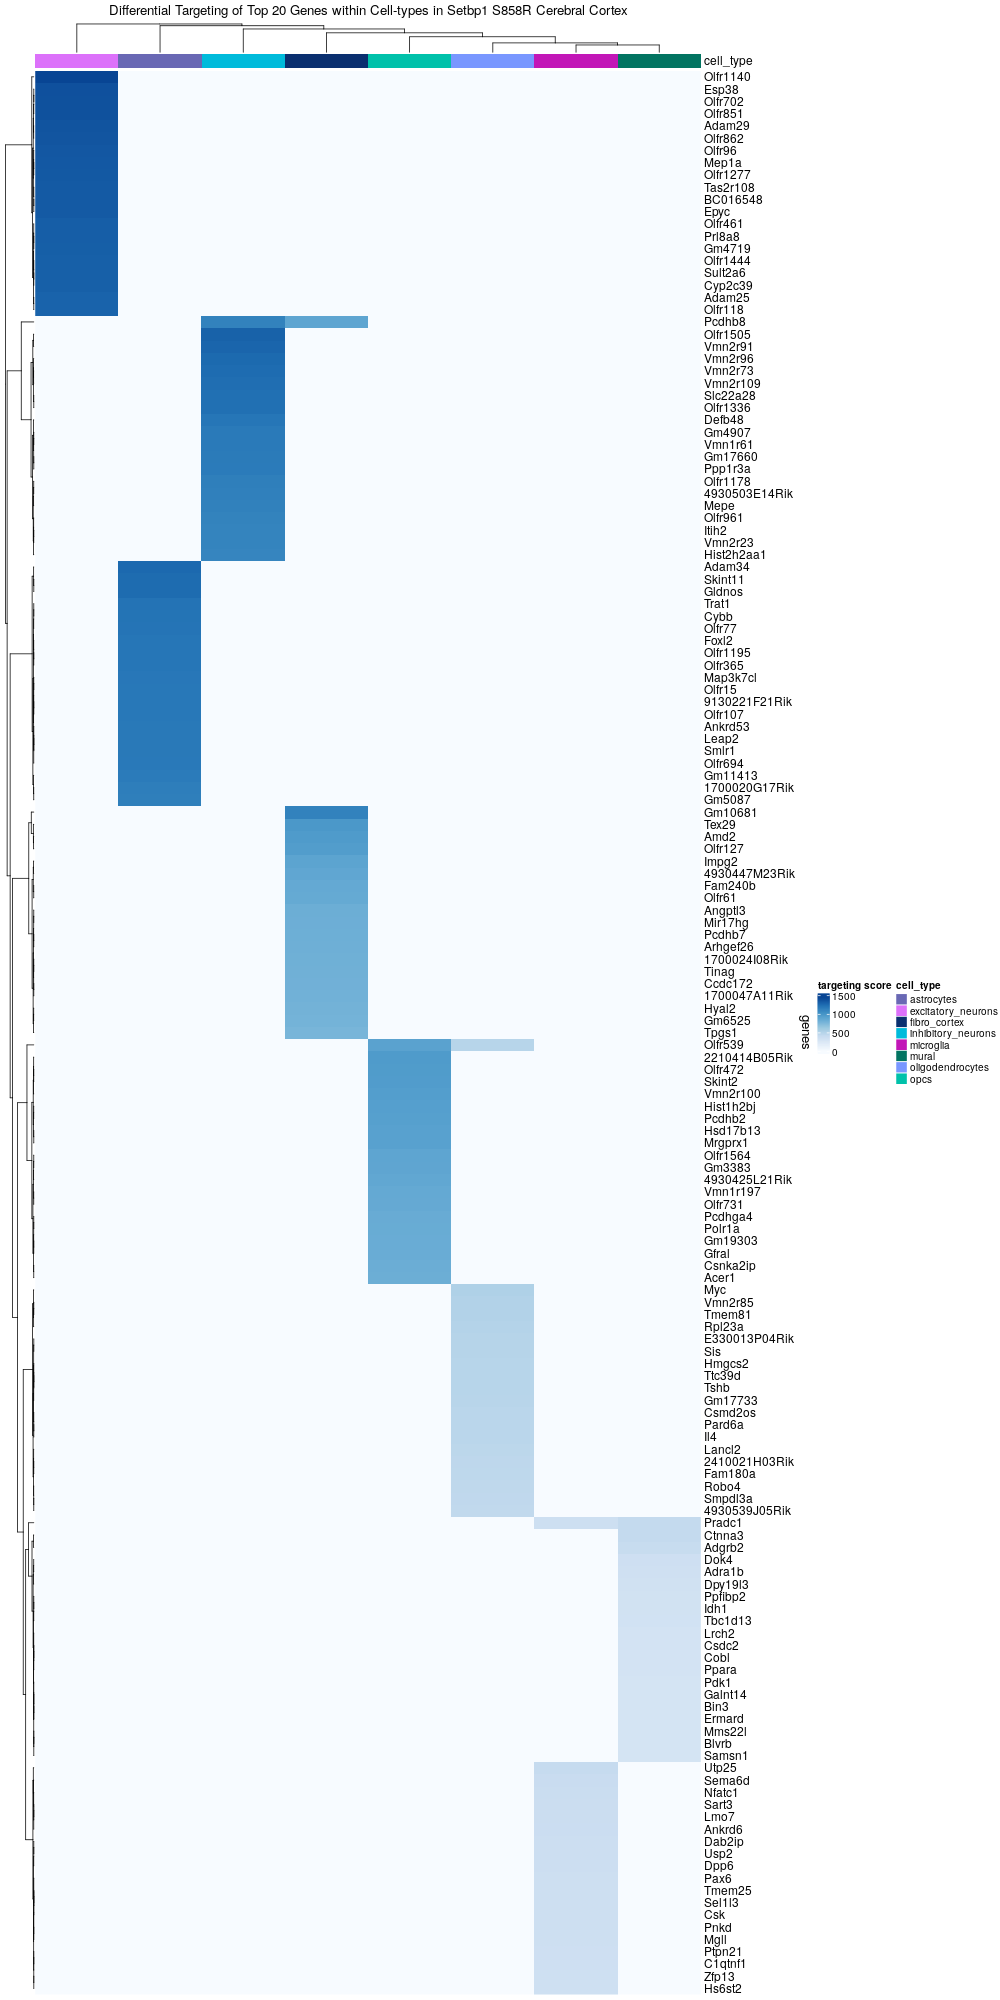 Differential Targeting of Top 20 Genes within Cell-types in Setbp1 S858R Cerebral Cortex
cell_type
Olfr1140
Esp38
Olfr702
Olfr851
Adam29
Olfr862
Olfr96
Mep1a
Olfr1277
Tas2r108
BC016548
Epyc
Olfr461
Prl8a8
Gm4719
Olfr1444
Sult2a6
Cyp2c39
Adam25
Olfr118
Pcdhb8
Olfr1505
Vmn2r91
Vmn2r96
Vmn2r73
Vmn2r109
Slc22a28
Olfr1336
Defb48
Gm4907
Vmn1r61
Gm17660
Ppp1r3a
Olfr1178
4930503E14Rik
Mepe
Olfr961
Itih2
Vmn2r23
Hist2h2aa1
Adam34
Skint11
Gldnos
Trat1
Cybb
Olfr77
Foxl2
Olfr1195
Olfr365
Map3k7cl
Olfr15
9130221F21Rik
Olfr107
Ankrd53
Leap2
Smlr1
Olfr694
Gm11413
1700020G17Rik
Gm5087
Gm10681
Tex29
Amd2
Olfr127
Impg2
4930447M23Rik
Fam240b
Olfr61
Angptl3
Mir17hg
Pcdhb7
Arhgef26
1700024I08Rik
Tinag
Ccdc172
1700047A11Rik
Hyal2
Gm6525
Tpgs1
Olfr539
2210414B05Rik
Olfr472
Skint2
Vmn2r100
Hist1h2bj
Pcdhb2
Hsd17b13
Mrgprx1
Olfr1564
Gm3383
4930425L21Rik
Vmn1r197
Olfr731
Pcdhga4
Polr1a
Gm19303
Gfral
Csnka2ip
Acer1
Myc
Vmn2r85
Tmem81
Rpl23a
E330013P04Rik
Sis
Hmgcs2
Ttc39d
Tshb
Gm17733
Csmd2os
Pard6a
Il4
Lancl2
2410021H03Rik
Fam180a
Robo4
Smpdl3a
4930539J05Rik
Pradc1
Ctnna3
Adgrb2
Dok4
Adra1b
Dpy19l3
Ppfibp2
Idh1
Tbc1d13
Lrch2
Csdc2
Cobl
Ppara
Pdk1
Galnt14
Bin3
Ermard
Mms22l
Blvrb
Samsn1
Utp25
Sema6d
Nfatc1
Sart3
Lmo7
Ankrd6
Dab2ip
Usp2
Dpp6
Pax6
Tmem25
Sel1l3
Csk
Pnkd
Mgll
Ptpn21
C1qtnf1
Zfp13
Hs6st2
genes
targeting score
1500
1000
500
0
cell_type
astrocytes
excitatory_neurons
fibro_cortex
inhibitory_neurons
microglia
mural
oligodendrocytes
opcs